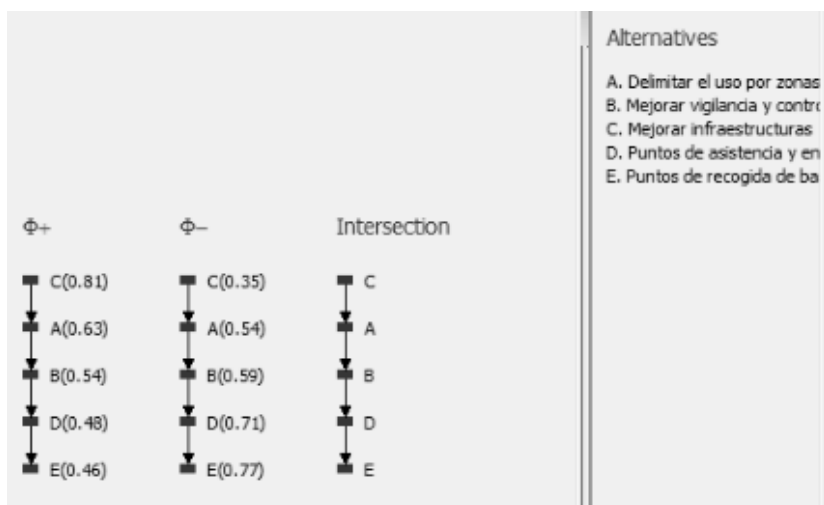 Alternatives
A. Delimitar el uso por zonas
B. Mejorar vigilancia y contro
C. Mejorar infraestructuras
D. Puntos de asistencia y en
E. Puntos de recogida de ba
Φ+ Φ− Intersection
C(0.81) C(0.35) C
A(0.63) A(0.54) A
B(0.54) B(0.59) B
D(0.48) D(0.71) D
E(0.46) E(0.77) E